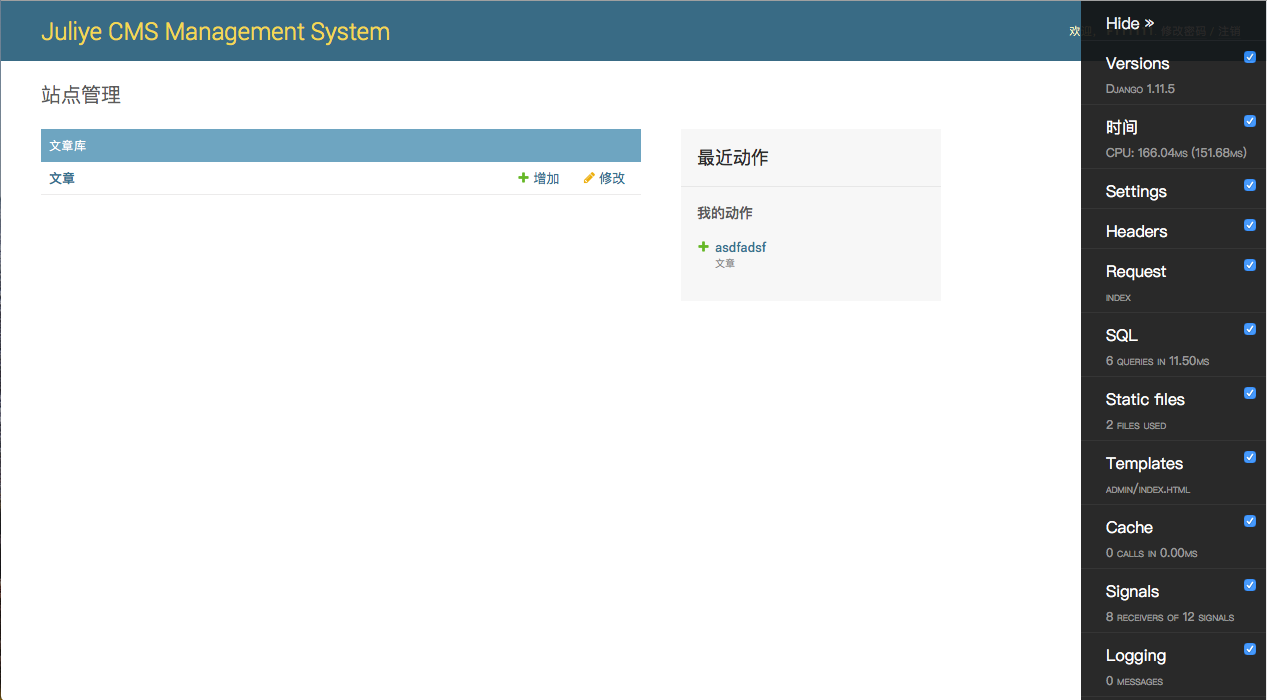 Juliye CMS Management System
欢
修改密码 / 注销
站点管理
文章库
文章 增加 修改
最近动作
我的动作
asdfadsf
文章
Hide »
Versions
Django 1.11.5
时间
CPU: 166.04ms (151.68ms)
Settings
Headers
Request
index
SQL
6 queries in 11.50ms
Static files
2 files used
Templates
admin/index.html
Cache
0 calls in 0.00ms
Signals
8 receivers of 12 signals
Logging
0 messages